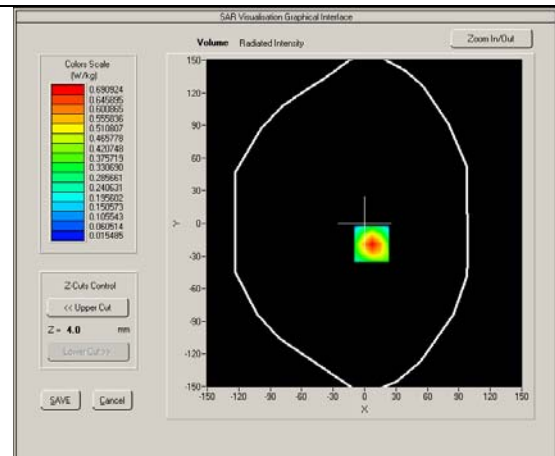 SAR Visualisation Graphical Interface
Volume Radiated Intensity
Zoom In/Out
Colors Scale
(W/kg)
0.690924
0.645895
0.600865
0.555836
0.510807
0.465778
0.420748
0.375719
0.330690
0.285661
0.240631
0.195602
0.150573
0.105543
0.060514
0.015485
Z-Cuts Control
<< Upper Cut
Z = 4.0 mm
Lower Cut >>
SAVE Cancel
150-
120-
90-
60-
30-
0-
-30-
-60-
-90-
-120-
-150-
Y
-150 -120 -90 -60 -30 0 30 60 90 120 150
X